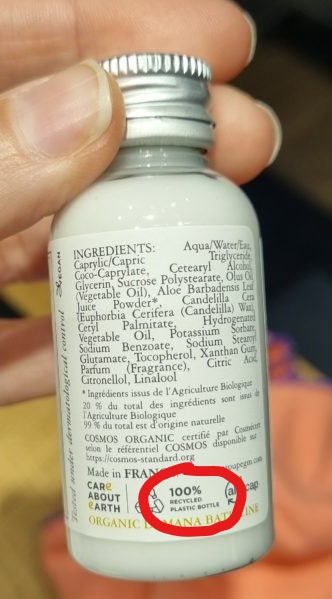 INGREDIENTS: Aqua/Water/Eau,
Caprylic/Capric Triglyceride,
Coco-Caprylate, Cetearyl Alcohol,
Glycerin, Sucrose Polystearate, Olus Oil
(Vegetable Oil), Aloe Barbadensis Leaf
Juice Powder*, Candelilla Cera
(Euphorbia Cerifera (Candelilla) Wax),
Cetyl Palmitate, Hydrogenated
Vegetable Oil, Potassium Sorbate,
Sodium Benzoate, Sodium Stearoyl
Glutamate, Tocopherol, Xanthan Gum,
Parfum (Fragrance), Citric Acid,
Citronellol, Linalool
* Ingrédients issus de l'Agriculture Biologique
20 % du total des ingrédients sont issus de
l'Agriculture Biologique
99 % du total est d'origine naturelle
COSMOS ORGANIC certifié par Cosmécert
selon le référentiel COSMOS disponible sur :
https://cosmos-standard.org
Made in FRANCE
CARe
ABOUT
eARTH
100%
RECYCLED
PLASTIC BOTTLE
cap
ORGANIC
VEGAN
Tested under dermatological control